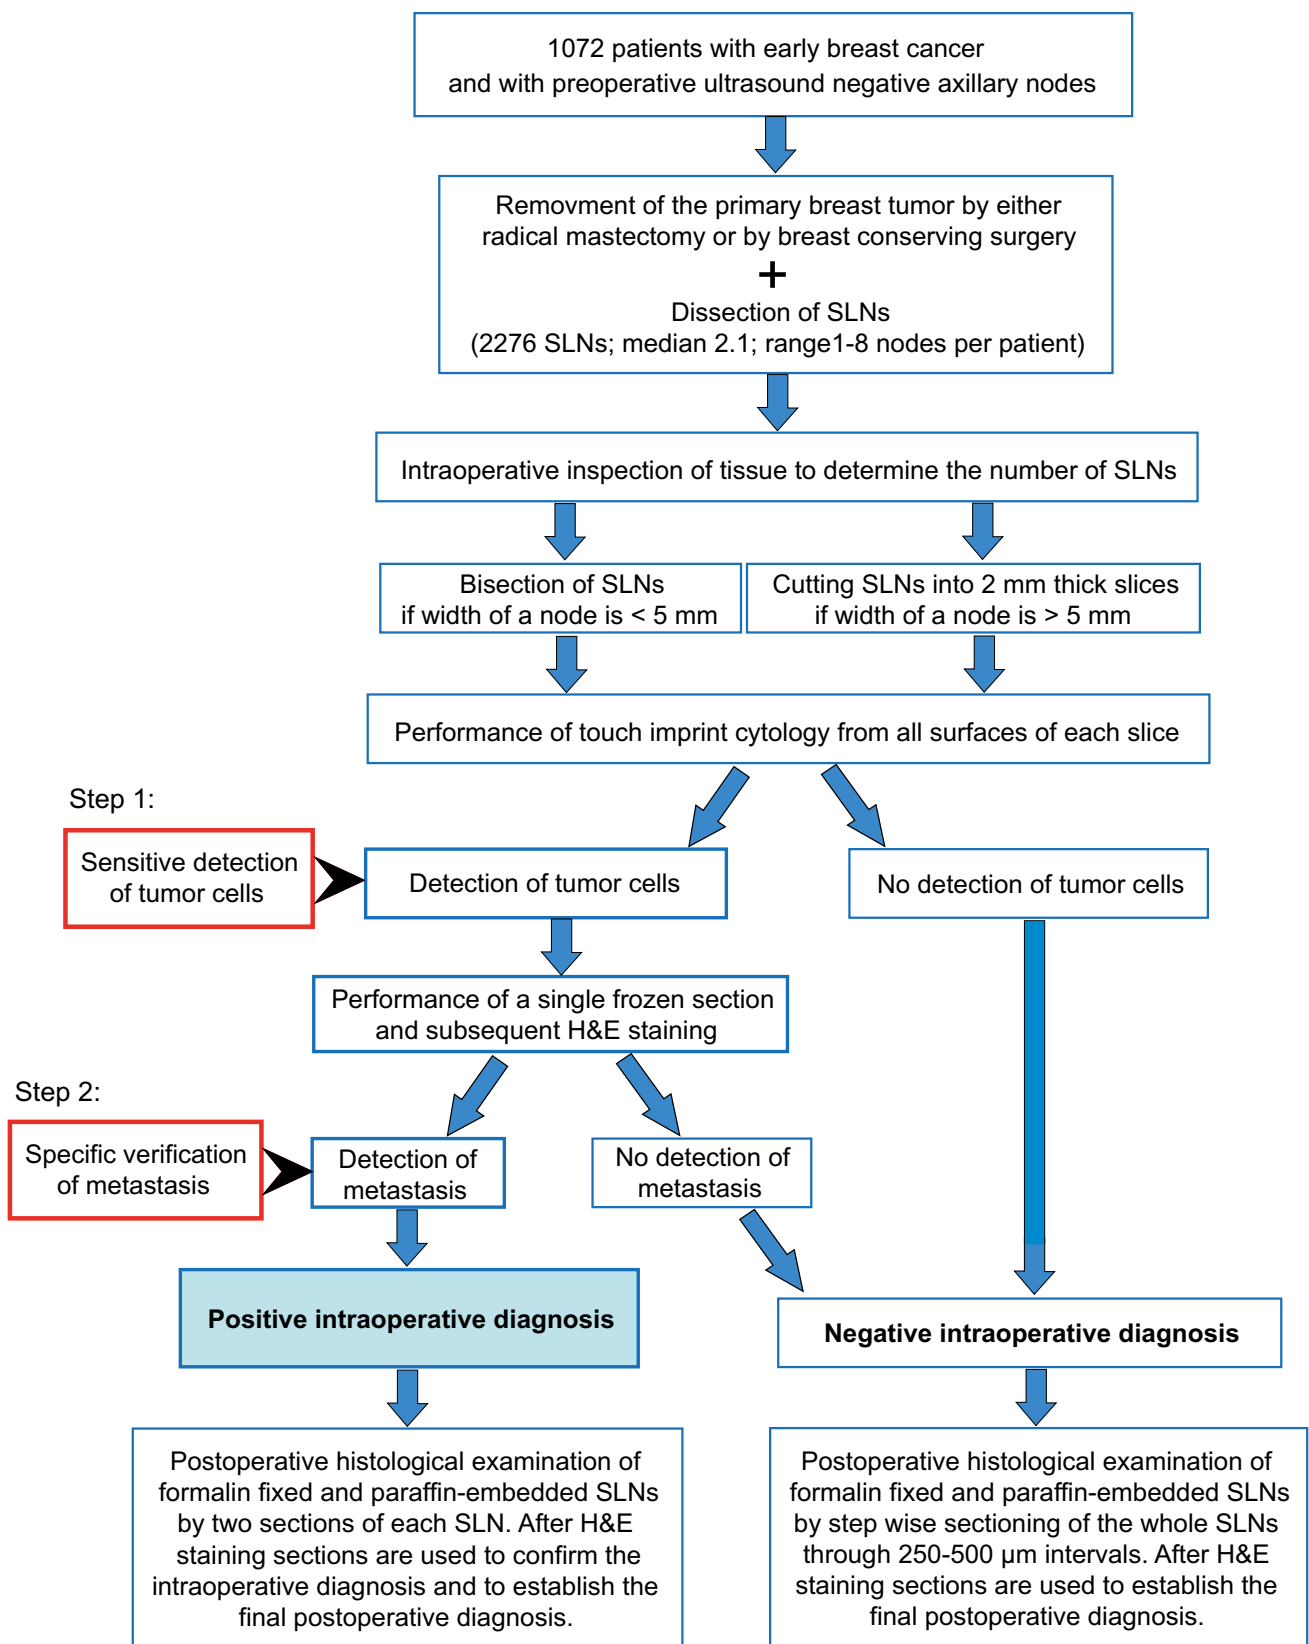 1072 patients with early breast cancer
and with preoperative ultrasound negative axillary nodes
Removment of the primary breast tumor by either
radical mastectomy or by breast conserving surgery
+
Dissection of SLNs
(2276 SLNs; median 2.1; range1-8 nodes per patient)
Intraoperative inspection of tissue to determine the number of SLNs
Bisection of SLNs
if width of a node is < 5 mm
Cutting SLNs into 2 mm thick slices
if width of a node is > 5 mm
Performance of touch imprint cytology from all surfaces of each slice
Step 1:
Sensitive detection
of tumor cells
Detection of tumor cells
No detection of tumor cells
Performance of a single frozen section
and subsequent H&E staining
Step 2:
Specific verification
of metastasis
Detection of
metastasis
No detection of
metastasis
Positive intraoperative diagnosis
Negative intraoperative diagnosis
Postoperative histological examination of
formalin fixed and paraffin-embedded SLNs
by two sections of each SLN. After H&E
staining sections are used to confirm the
intraoperative diagnosis and to establish the
final postoperative diagnosis.
Postoperative histological examination of
formalin fixed and paraffin-embedded SLNs
by step wise sectioning of the whole SLNs
through 250-500 µm intervals. After H&E
staining sections are used to establish the
final postoperative diagnosis.